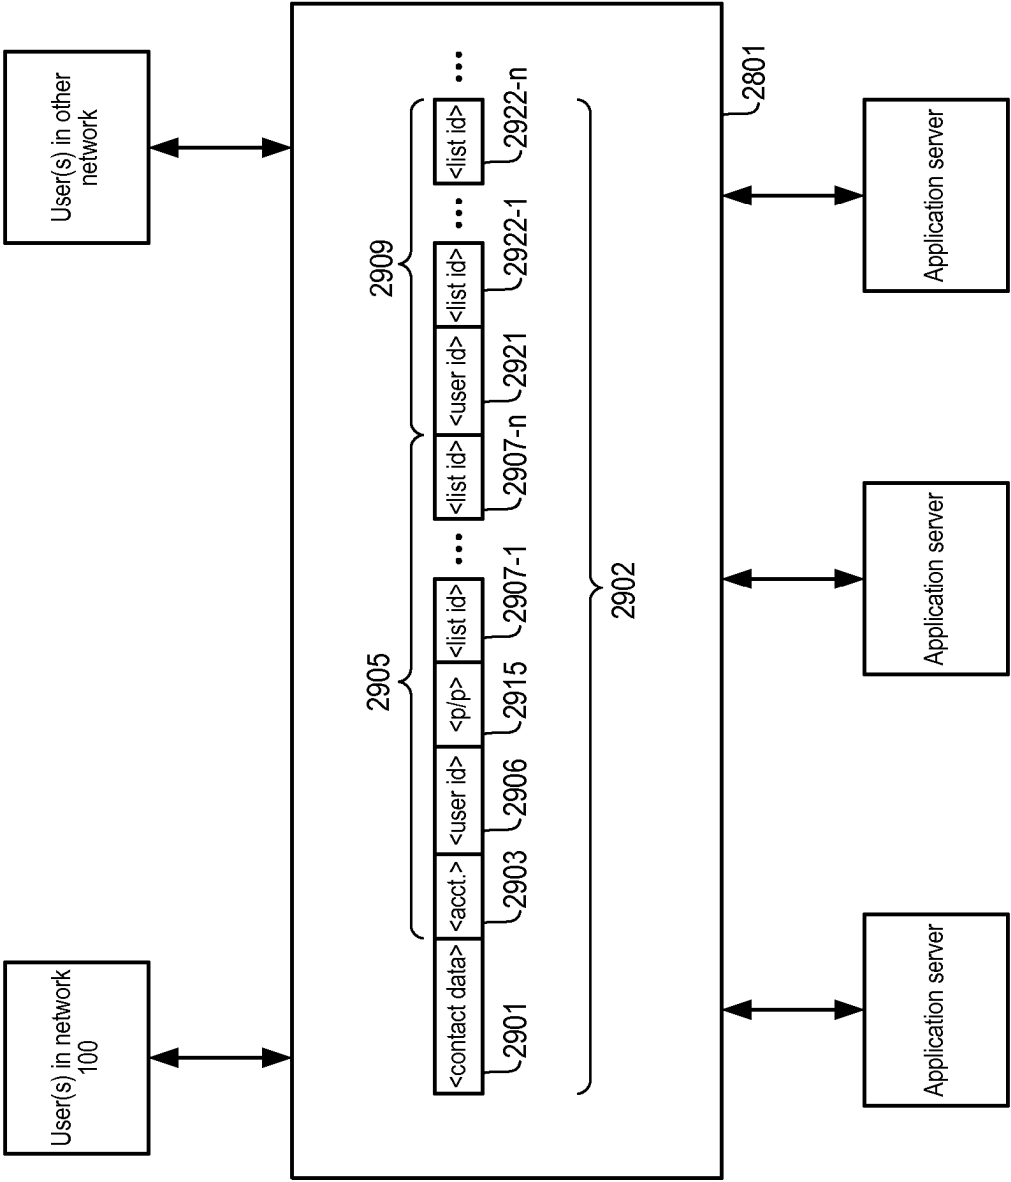 User(s) in network
100
User(s) in other
network
2905
2909
<contact data>
<acct.>
<user id>
<p/p>
<list id>
...
<list id>
<user id>
<list id>
...
<list id>
...
2901
2903
2906
2915
2907-1
2907-n
2921
2922-1
2922-n
2902
2801
Application server
Application server
Application server